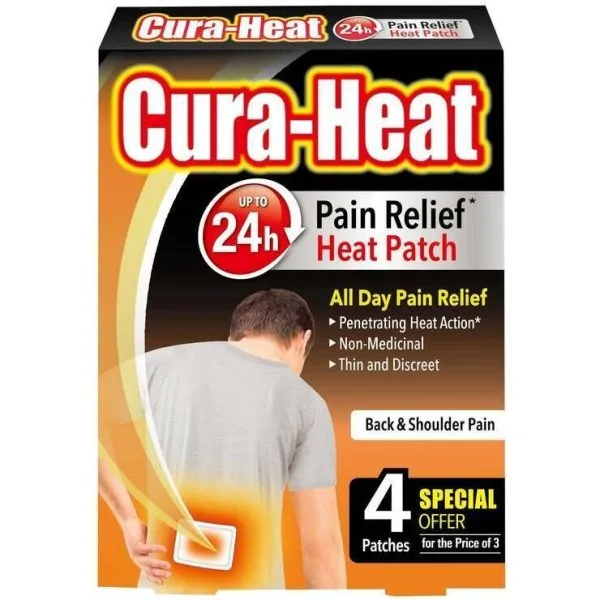 Cura-Heat
UP TO
24h
Pain Relief*
Heat Patch
Cura-Heat
UP TO
24h
Pain Relief*
Heat Patch
All Day Pain Relief
▸ Penetrating Heat Action*
▸ Non-Medicinal
▸ Thin and Discreet
Back & Shoulder Pain
4
Patches
SPECIAL
OFFER
for the Price of 3